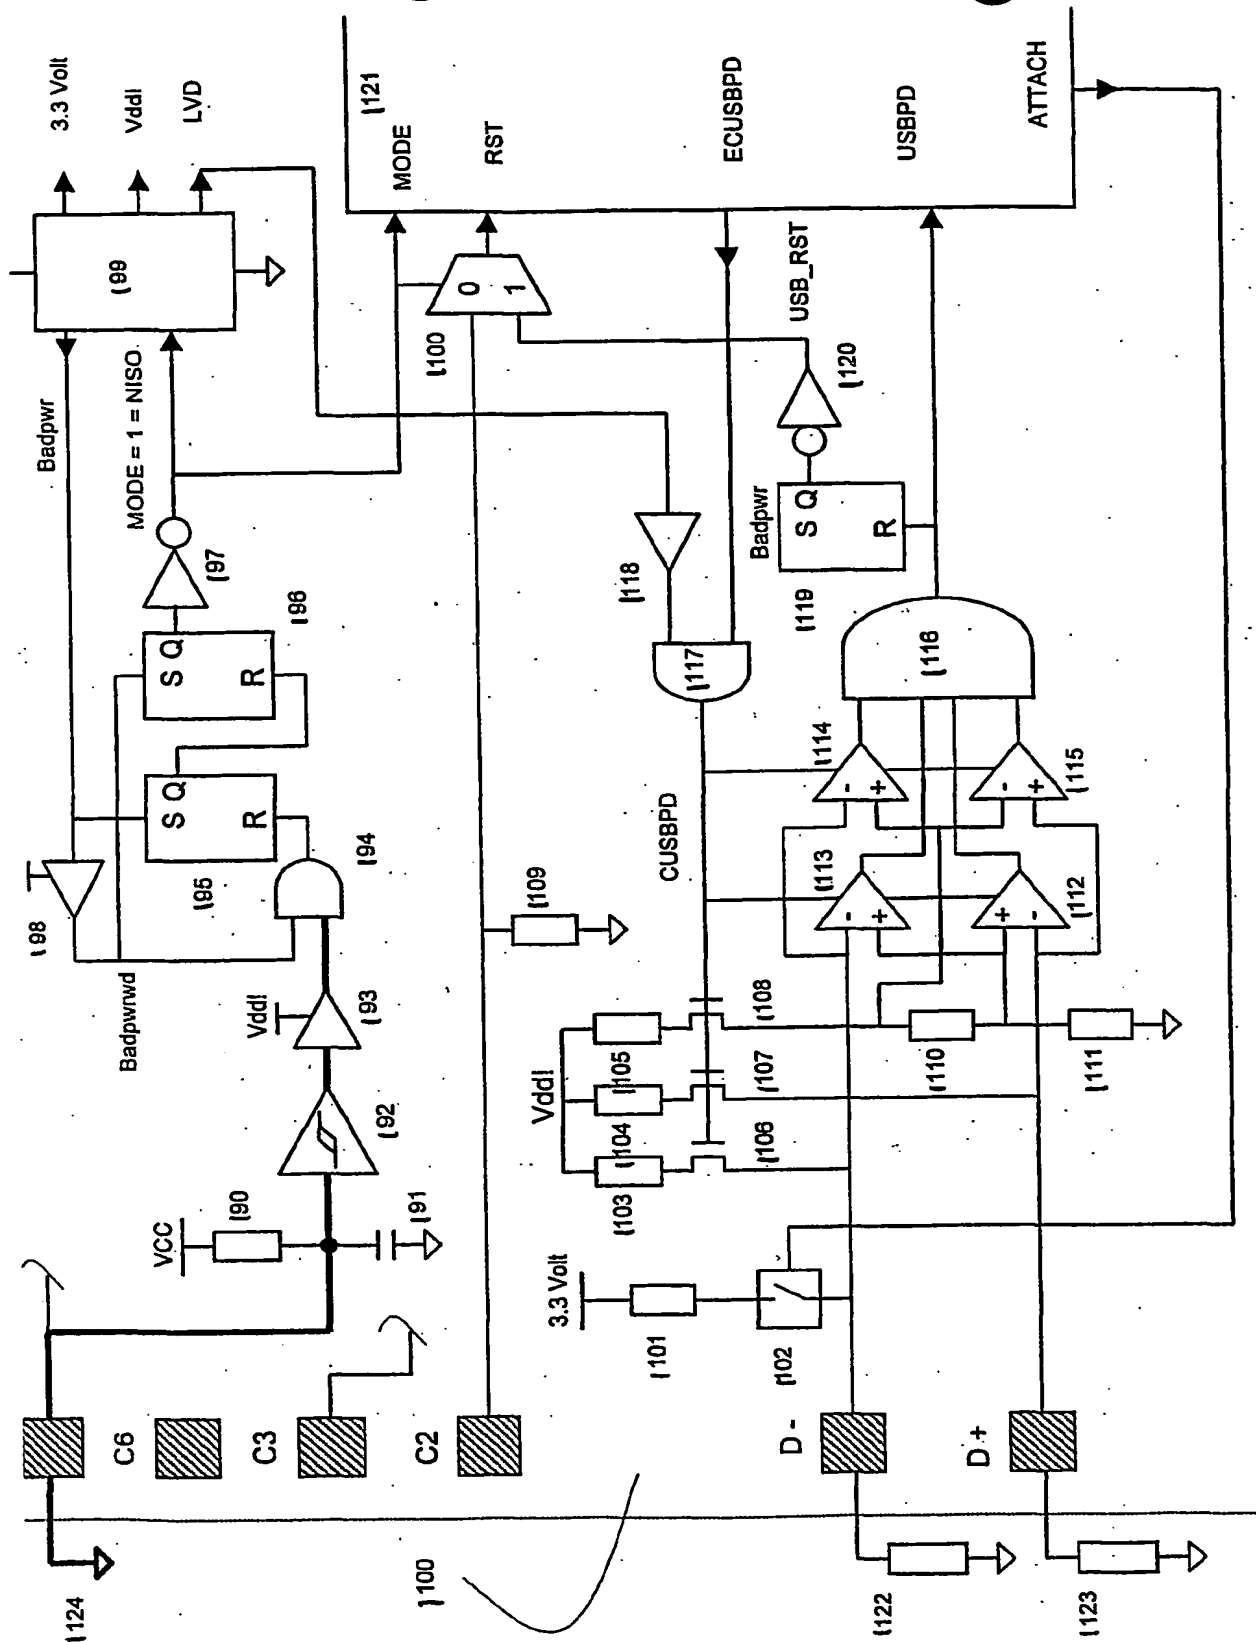 3.3 Volt
Vdd!
LVD
(99
Badpwr
MODE = 1 = NISO
(97
(96
S Q
R
S Q
R
(95
(94
(98
Badpwrwd
Vdd!
(93
(92
VCC
(90
(91
C6
C3
C2
(124
(100
(121
MODE
RST
ECUSBPD
USBPD
ATTACH
0
1
(100
USB_RST
(120
Badpwr
S Q
R
(119
(118
(117
(116
CUSBPD
(114
- +
(115
- +
(113
- +
(112
+ -
(109
Vdd!
(105
(104
(103
(108
(107
(106
(110
(111
3.3 Volt
(101
(102
D -
D +
(122
(123